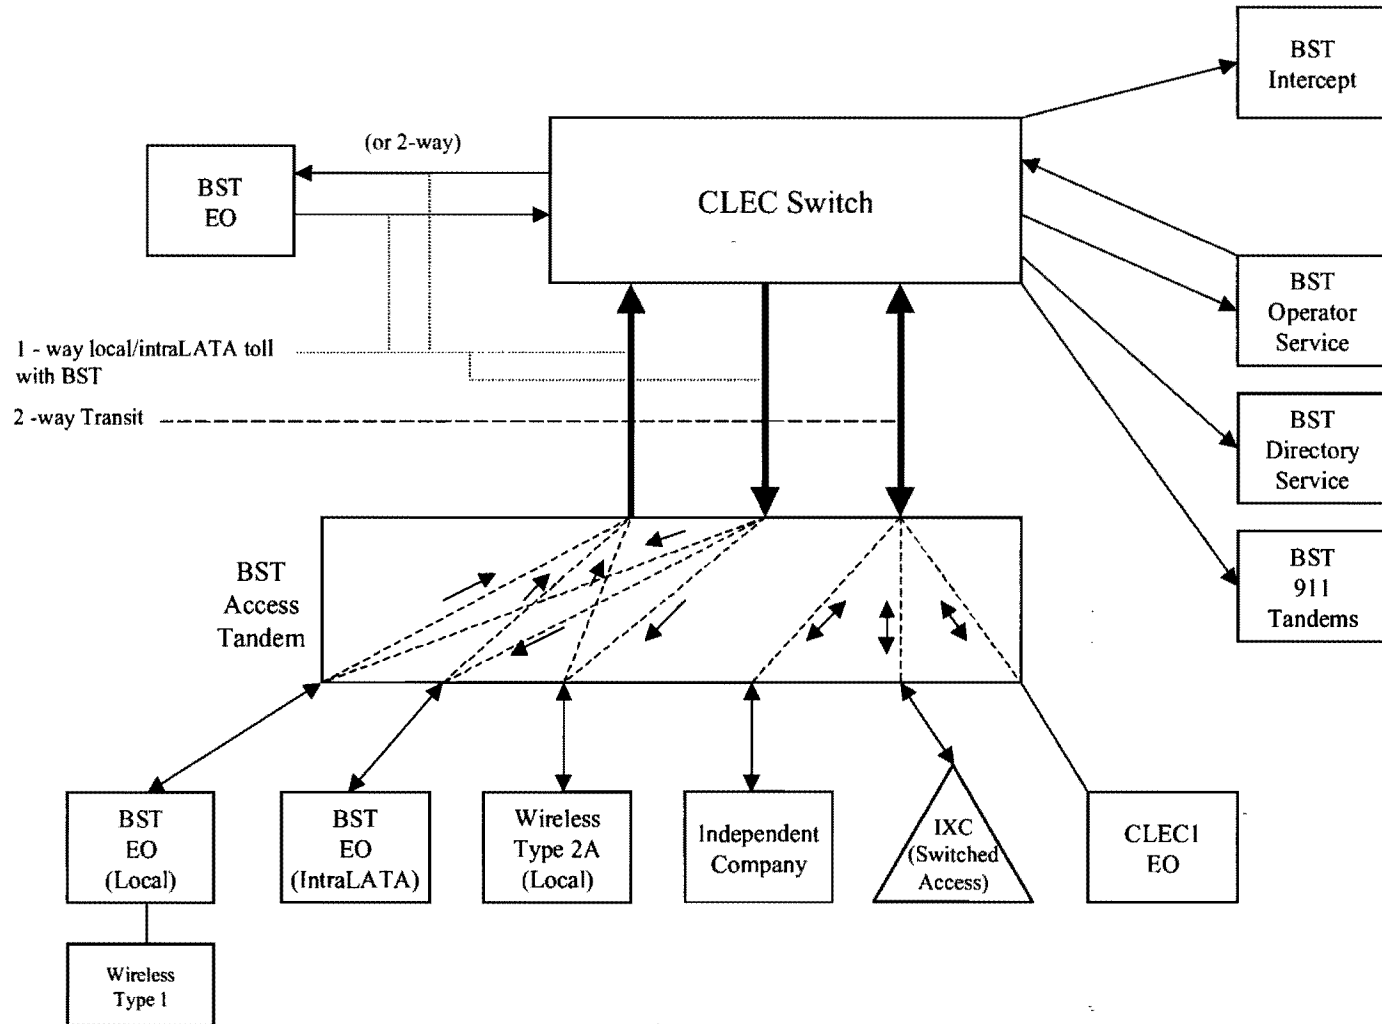 BST
Intercept
(or 2-way)
BST
EO
CLEC Switch
BST
Operator
Service
1 - way local/intraLATA toll
with BST
2 -way Transit
BST
Directory
Service
BST
911
Tandems
BST
Access
Tandem
BST
EO
(Local)
BST
EO
(IntraLATA)
Wireless
Type 2A
(Local)
Independent
Company
IXC
(Switched
Access)
CLEC1
EO
Wireless
Type 1